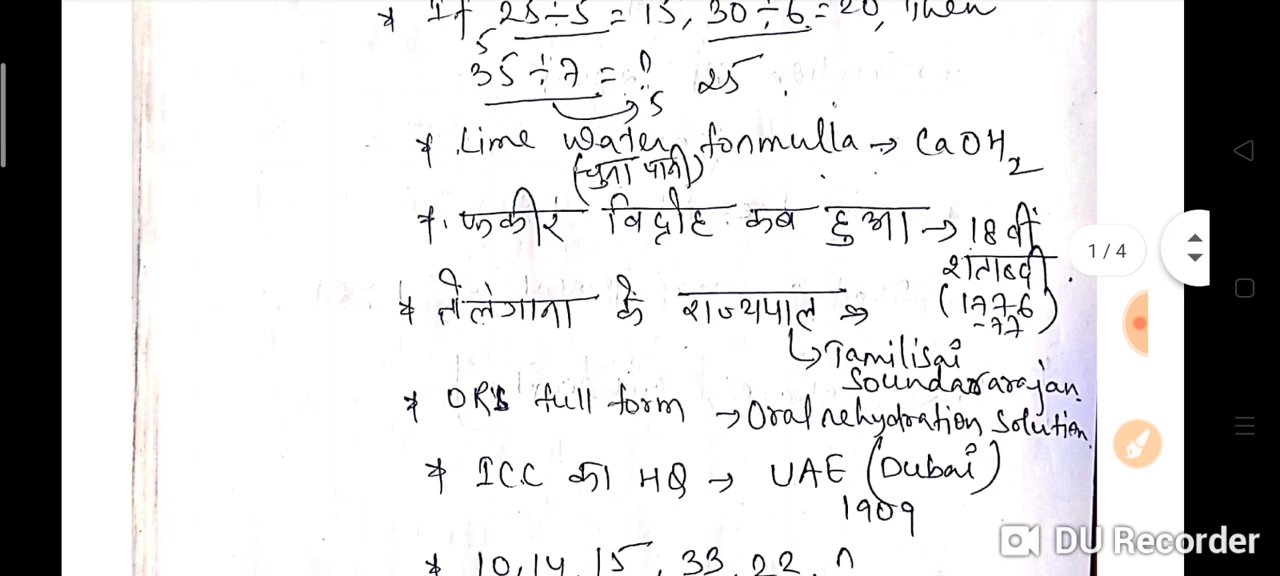 * If 25÷5 = 15, 30÷6 = 20, Then
5
35÷7 = ? 25
5
* Lime water formulla → CaOH2
(चुना पानी)
* फकीर विद्रोह कब हुआ → 18 वीं
शताब्दी
(1776
-77)
* तेलंगाना के राज्यपाल →
Tamilisai
Soundararajan
* ORS full form → Oral rehydration solution
* ICC का HQ → UAE (Dubai)
1909
* 10, 14, 15, 33, 22, ?
1/4
DU Recorder